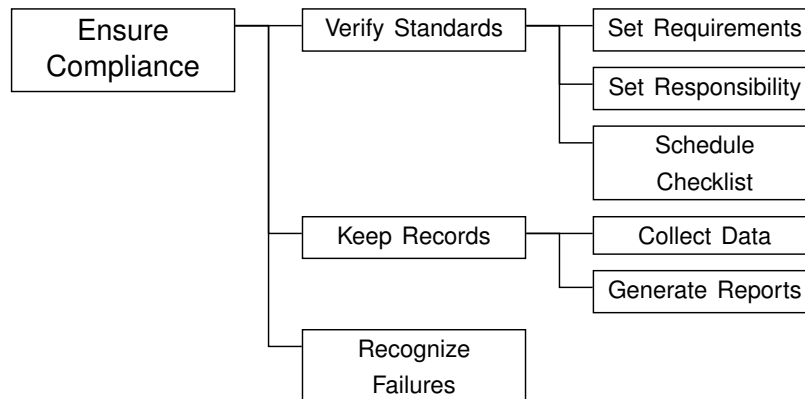 Ensure
Compliance
Verify Standards
Set Requirements
Set Responsibility
Schedule
Checklist
Keep Records
Collect Data
Generate Reports
Recognize
Failures